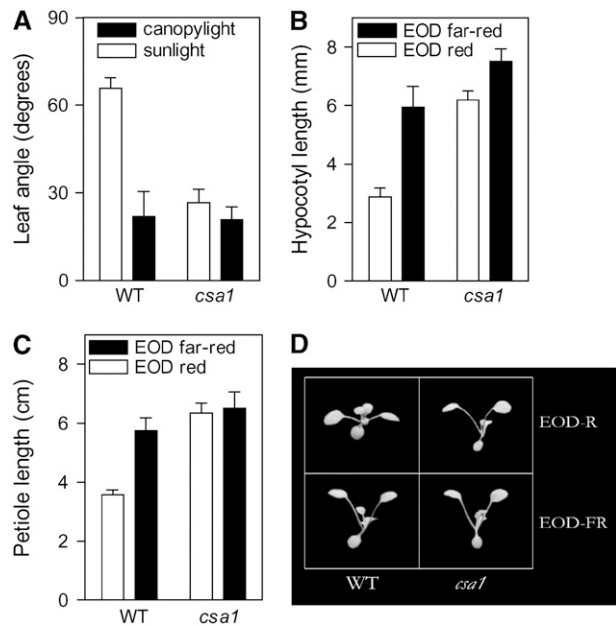 A
canopylight
sunlight
Leaf angle (degrees)
90
60
30
0
WT
csa1
B
EOD far-red
EOD red
Hypocotyl length (mm)
8
6
4
2
0
WT
csa1
C
EOD far-red
EOD red
Petiole length (cm)
8
6
4
2
0
WT
csa1
D
EOD-R
EOD-FR
WT
csa1